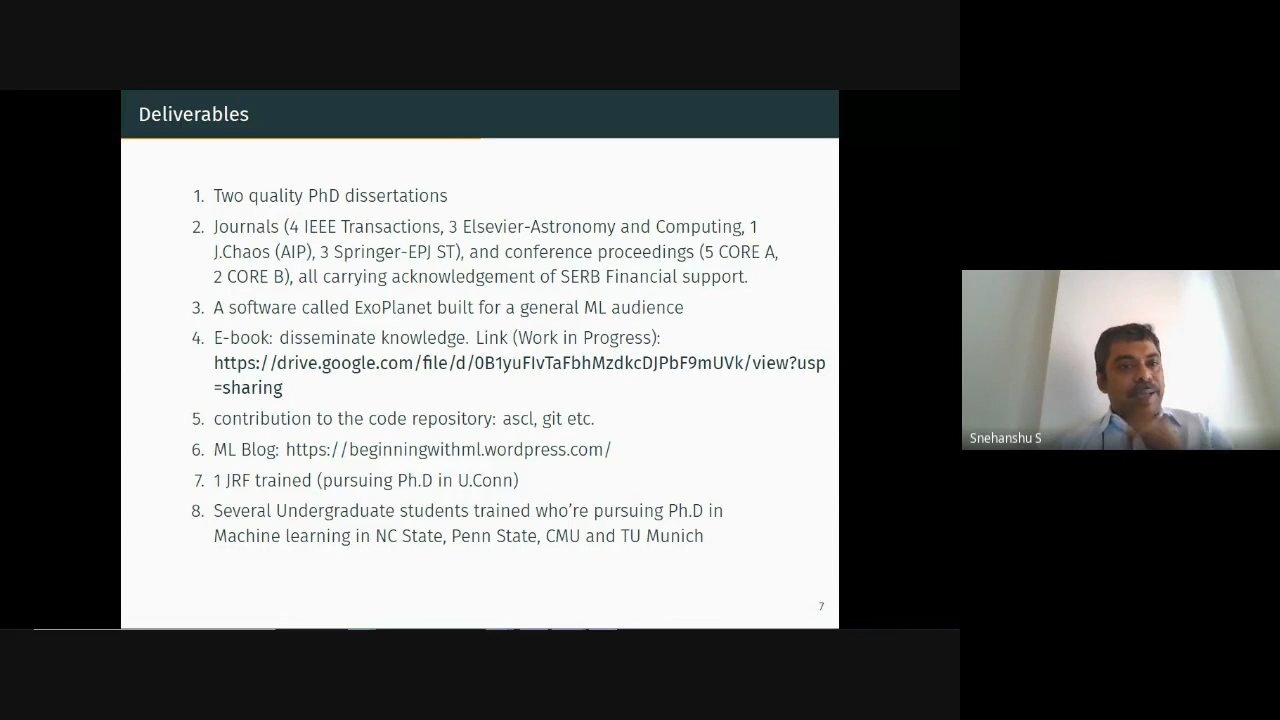 Deliverables
1. Two quality PhD dissertations
2. Journals (4 IEEE Transactions, 3 Elsevier-Astronomy and Computing, 1
J.Chaos (AIP), 3 Springer-EPJ ST), and conference proceedings (5 CORE A,
2 CORE B), all carrying acknowledgement of SERB Financial support.
3. A software called ExoPlanet built for a general ML audience
4. E-book: disseminate knowledge. Link (Work in Progress):
https://drive.google.com/file/d/0B1yuFIvTaFbhMzdkcDJPbF9mUVk/view?usp
=sharing
5. contribution to the code repository: ascl, git etc.
6. ML Blog: https://beginningwithml.wordpress.com/
7. 1 JRF trained (pursuing Ph.D in U.Conn)
8. Several Undergraduate students trained who're pursuing Ph.D in
Machine learning in NC State, Penn State, CMU and TU Munich
7
Snehanshu S